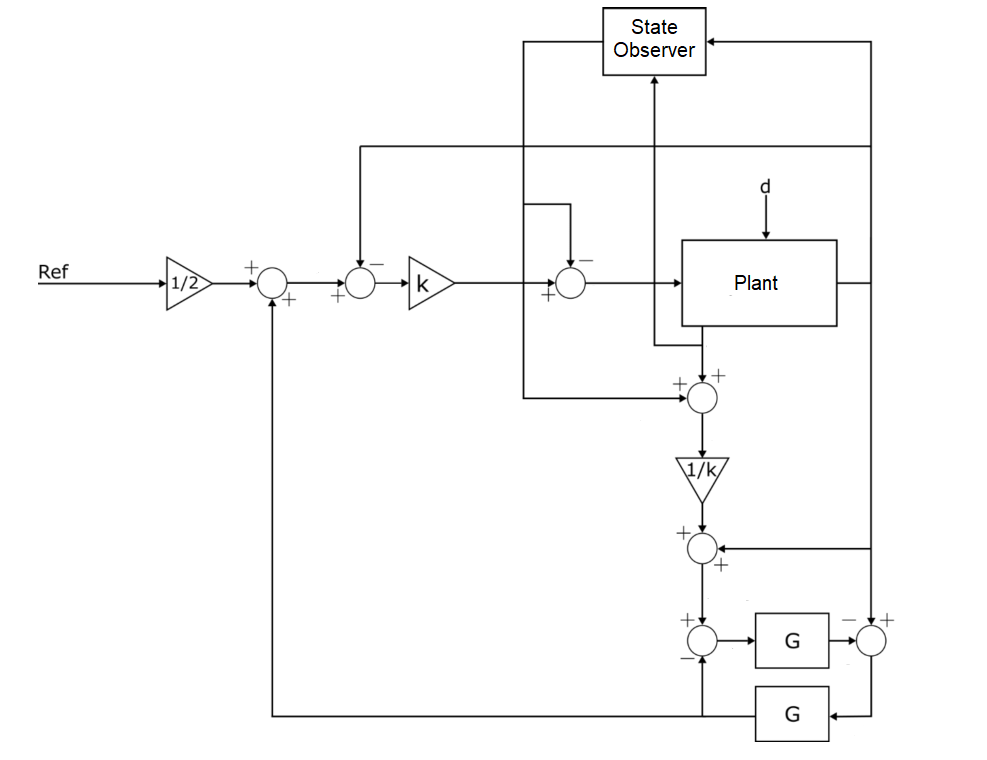 State
Observer
d
Ref
1/2
+
+
−
+
k
−
+
Plant
+
+
1/k
+
+
+
−
G
−
+
G